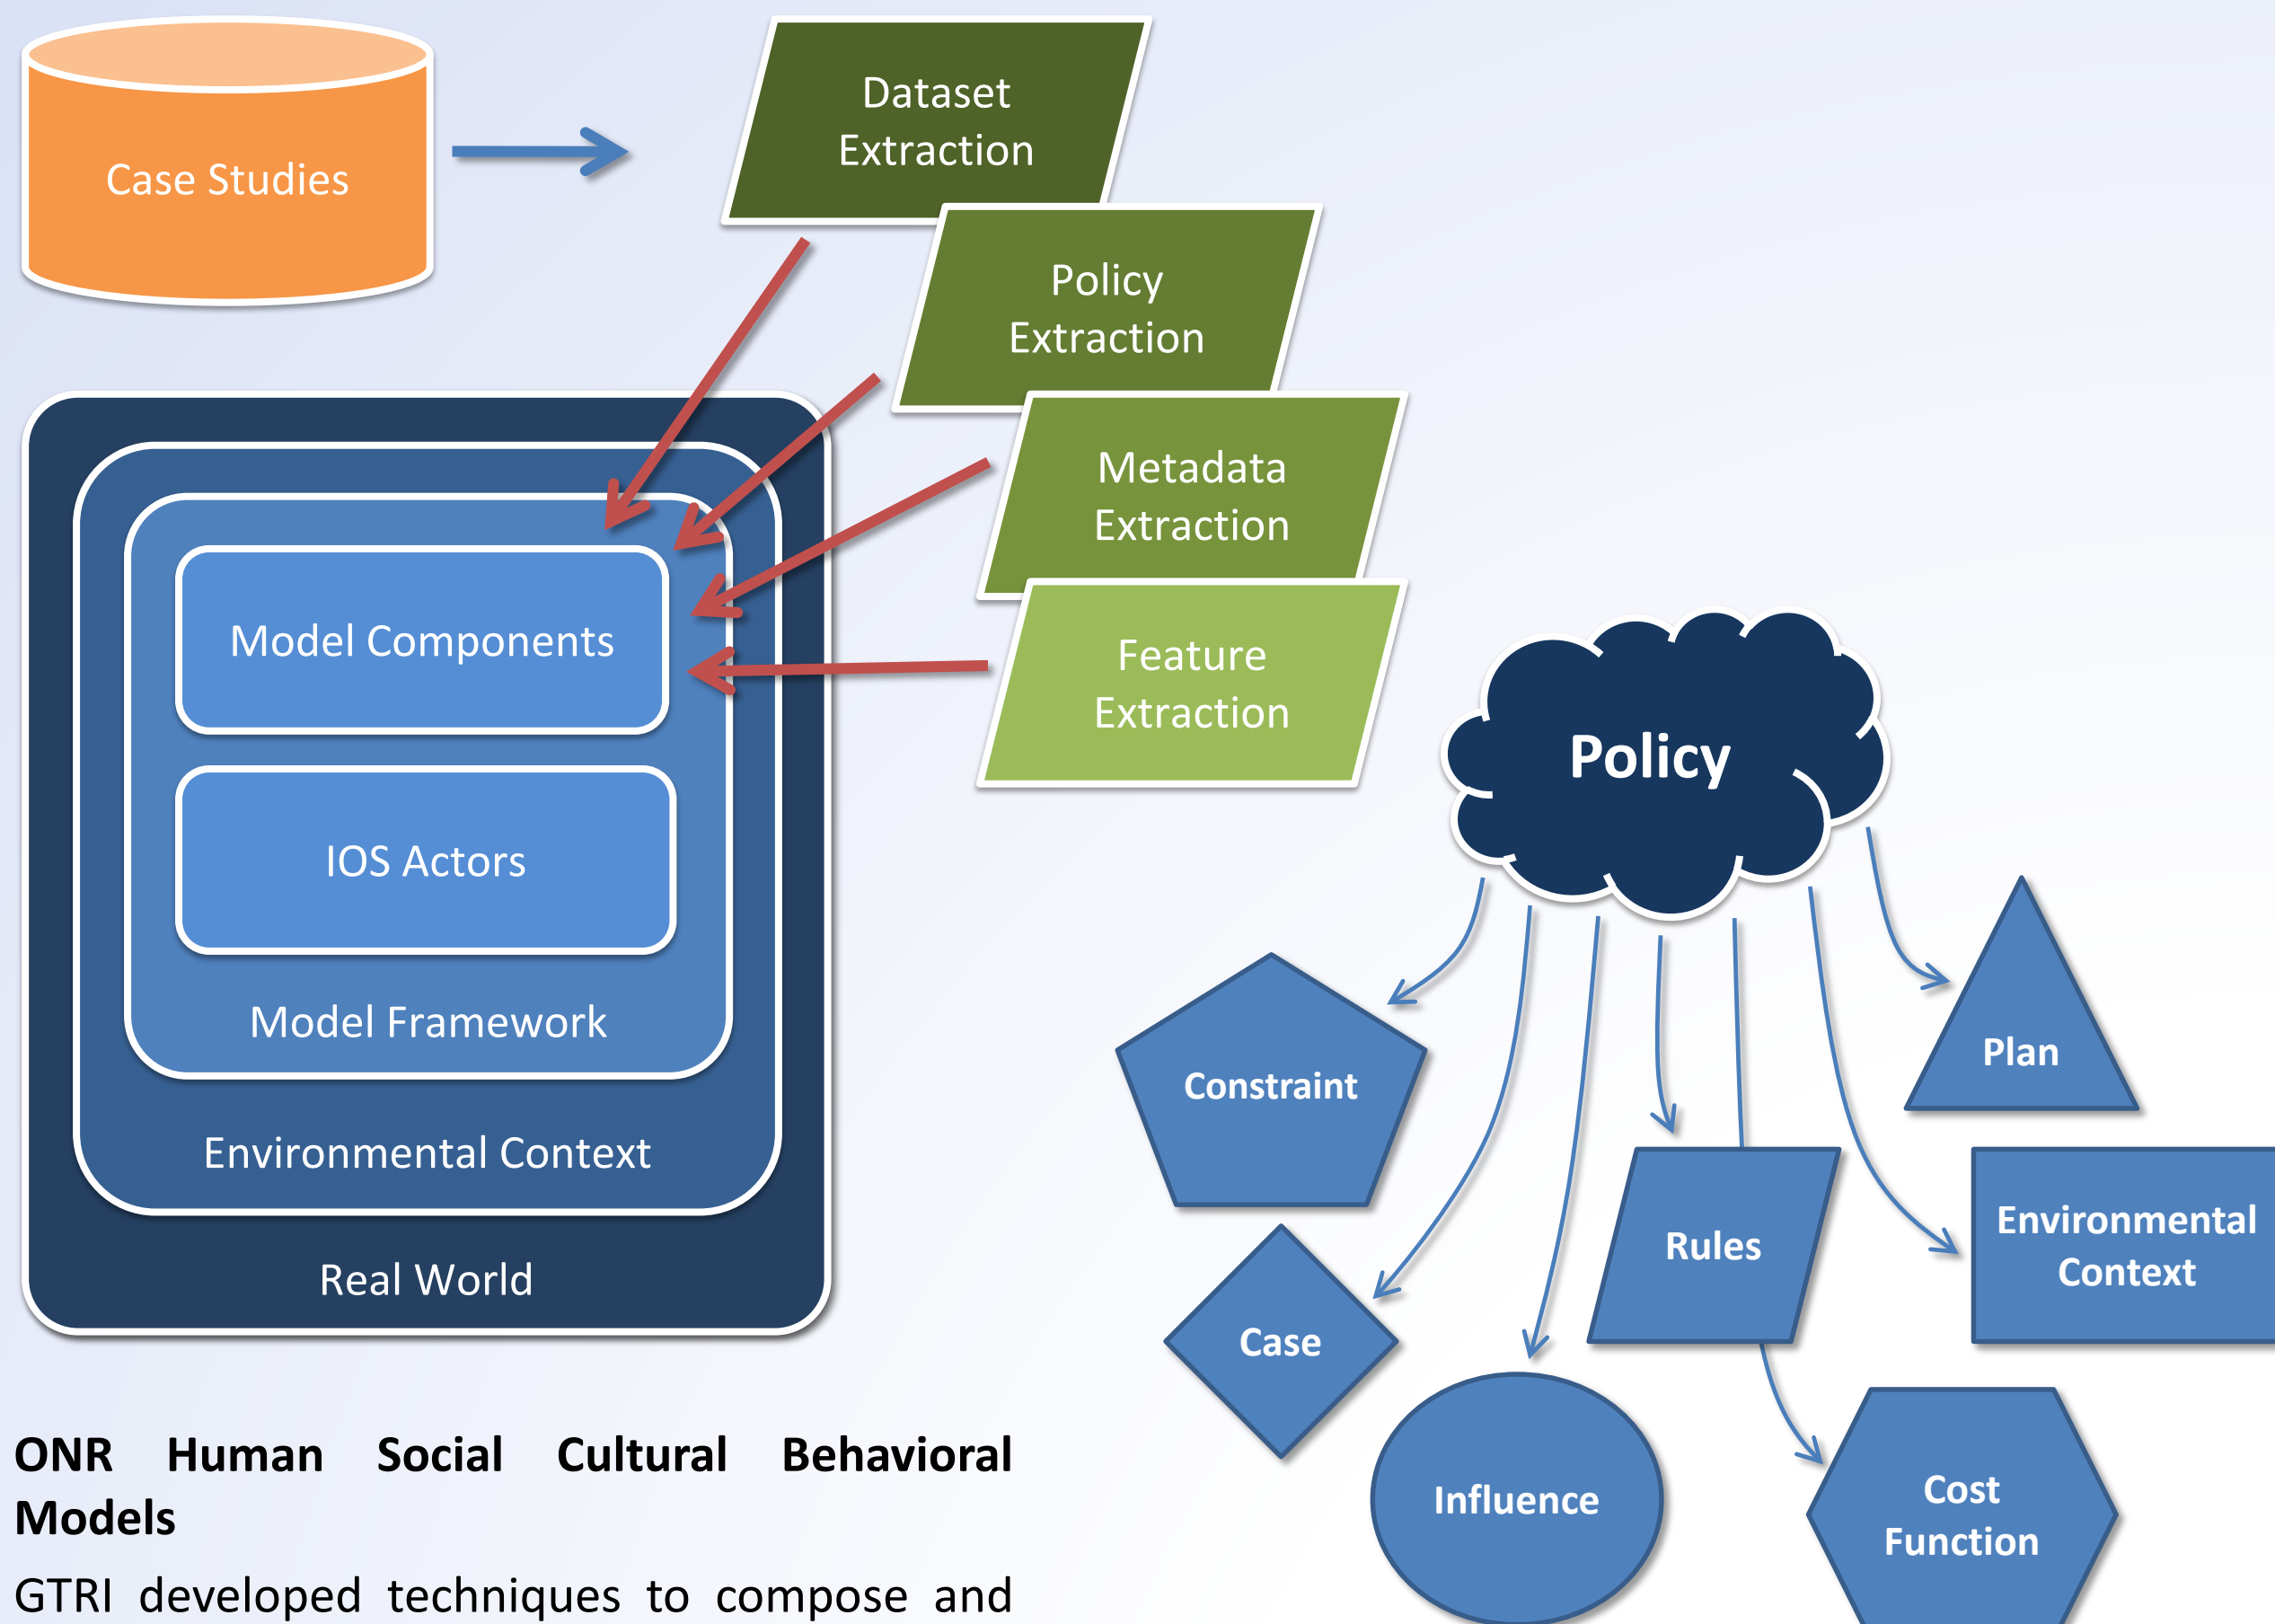 Case Studies
Dataset
Extraction
Policy
Extraction
Metadata
Extraction
Feature
Extraction
Model Components
IOS Actors
Model Framework
Environmental Context
Real World
Policy
Constraint
Plan
Rules
Environmental
Context
Case
Influence
Cost
Function
ONR Human Social Cultural Behavioral
Models
GTRI developed techniques to compose and